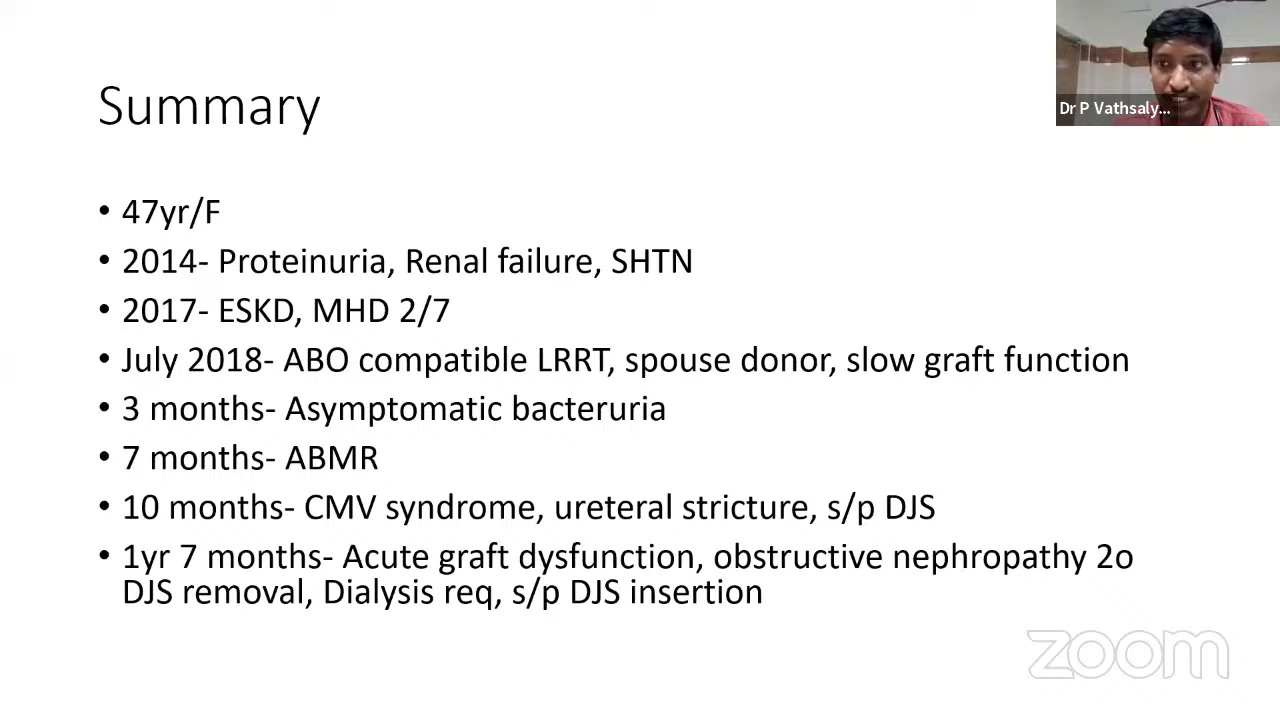 Summary
Dr P Vathsaly...
• 47yr/F
• 2014- Proteinuria, Renal failure, SHTN
• 2017- ESKD, MHD 2/7
• July 2018- ABO compatible LRRT, spouse donor, slow graft function
• 3 months- Asymptomatic bacteruria
• 7 months- ABMR
• 10 months- CMV syndrome, ureteral stricture, s/p DJS
• 1yr 7 months- Acute graft dysfunction, obstructive nephropathy 2o
DJS removal, Dialysis req, s/p DJS insertion
zoom